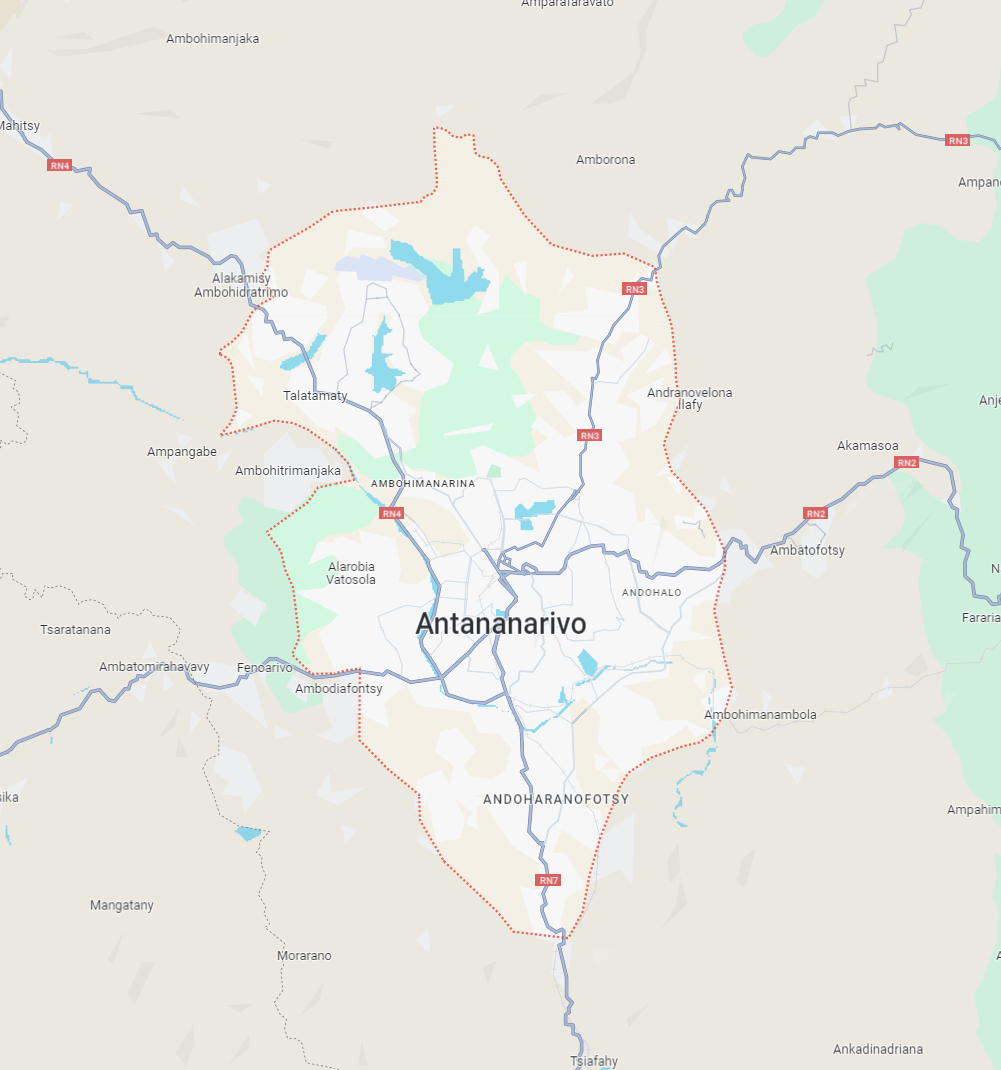 Amparafaravato
Ambohimanjaka
Mahitsy
RN3
Amborona
RN4
Ampan
Alakamisy
Ambohidratrimo
RN3
Talatamaty
Andranovelona
Ilafy
Anje
RN3
Akamasoa
Ampangabe
RN2
Ambohitrimanjaka
AMBOHIMANARINA
RN4
RN2
Ambatofotsy
Alarobia
Vatosola
N
ANDOHALO
Fararia
Antananarivo
Tsaratanana
Ambatomirahavavy
Fenoarivo
Ambodiafontsy
Ambohimanambola
sika
ANDOHARANOFOTSY
Ampahim
RN7
Mangatany
Morarano
A
Ankadinadriana
Tsiafahy